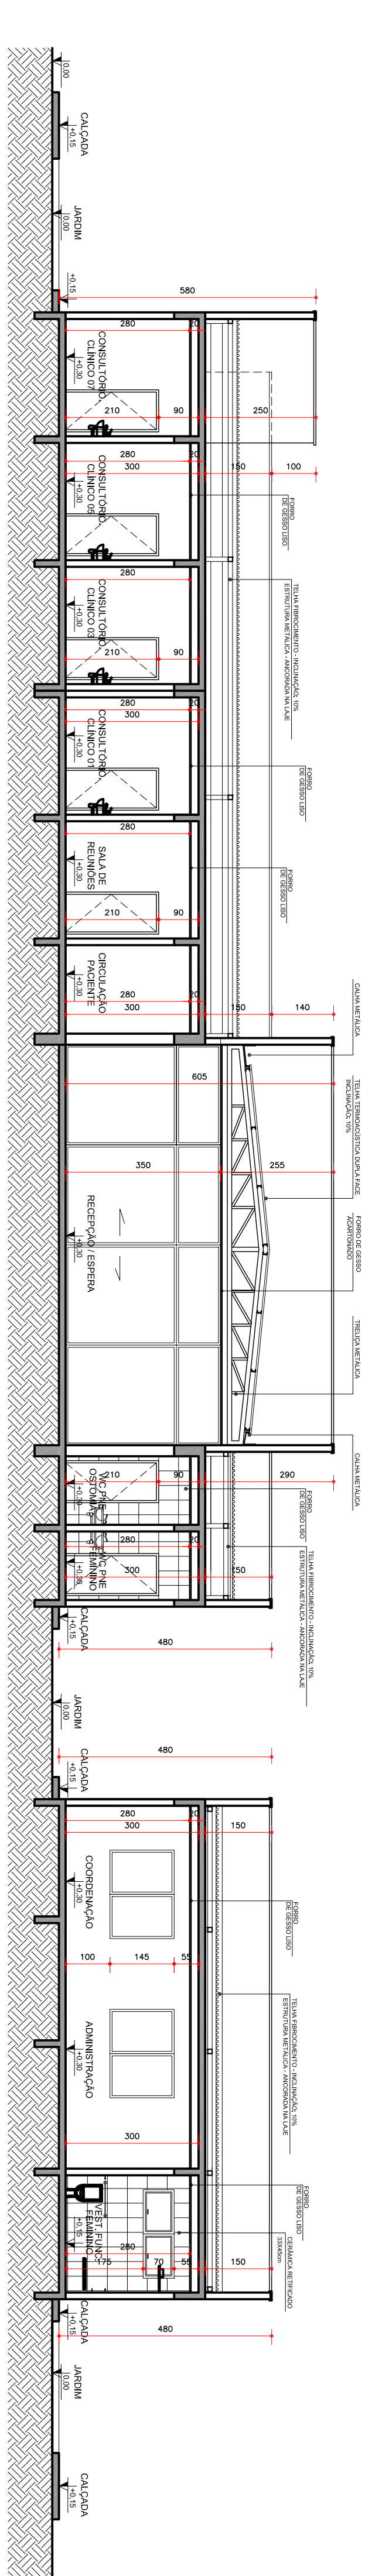 0.00
CALÇADA
+0,15
JARDIM
0.00
+0,15
580
280
20
CONSULTÓRIO
CLÍNICO 07
+0,30
210
90
250
280
20
300
150
100
CONSULTÓRIO
CLÍNICO 05
+0,30
FORRO
DE GESSO LISO
280
CONSULTÓRIO
CLÍNICO 03
+0,30
210
90
TELHA FIBROCIMENTO - INCLINAÇÃO: 10%
ESTRUTURA METÁLICA - ANCORADA NA LAJE
280
20
300
CONSULTÓRIO
CLÍNICO 01
+0,30
FORRO
DE GESSO LISO
280
SALA DE
REUNIÕES
+0,30
210
90
FORRO
DE GESSO LISO
CIRCULAÇÃO
PACIENTE
+0,30
280
20
300
150
140
CALHA METÁLICA
605
TELHA TERMOACÚSTICA DUPLA FACE
INCLINAÇÃO: 10%
350
255
RECEPÇÃO / ESPERA
+0,30
FORRO DE GESSO
ACARTONADO
TRELIÇA METÁLICA
CALHA METÁLICA
210
90
290
WC PNE
OSTOMIA
+0,30
FORRO
DE GESSO LISO
280
20
300
150
WC PNE
FEMININO
+0,30
TELHA FIBROCIMENTO - INCLINAÇÃO: 10%
ESTRUTURA METÁLICA - ANCORADA NA LAJE
CALÇADA
+0,15
480
JARDIM
0.00
480
CALÇADA
+0,15
280
20
300
150
COORDENAÇÃO
+0,30
FORRO
DE GESSO LISO
100
145
55
ADMINISTRAÇÃO
+0,30
TELHA FIBROCIMENTO - INCLINAÇÃO: 10%
ESTRUTURA METÁLICA - ANCORADA NA LAJE
300
FORRO
DE GESSO LISO
VEST. FUNC.
FEMININO
+0,15
280
175
70
55
150
CERÂMICA RETIFICADO
33X45cm
CALÇADA
+0,15
480
JARDIM
0.00
CALÇADA
+0,15